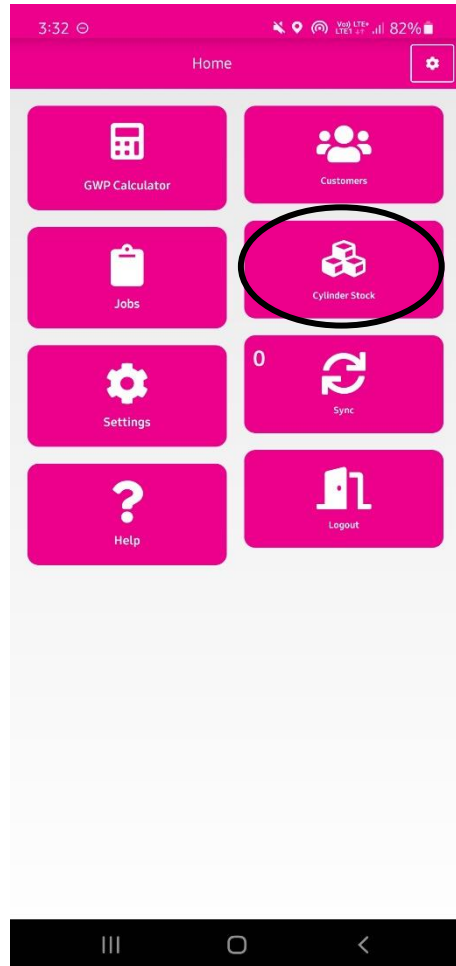 3:32 82%
Home
GWP Calculator
Customers
Jobs
Cylinder Stock
Settings
0
Sync
Help
Logout